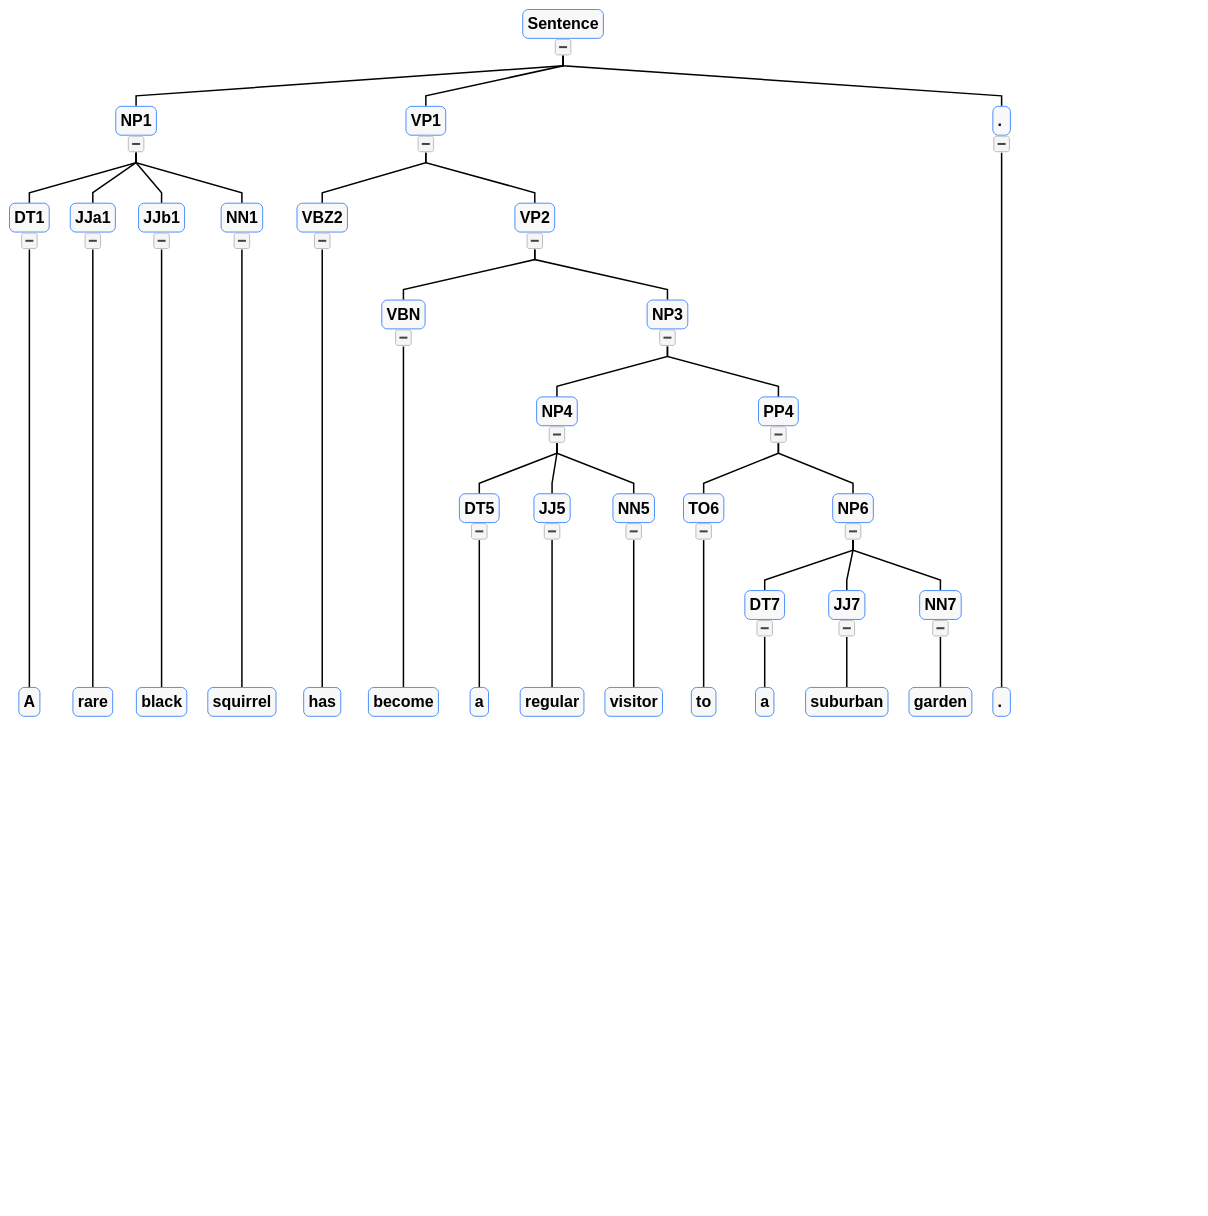 Sentence
NP1 VP1 .
DT1 JJa1 JJb1 NN1 VBZ2 VP2
VBN NP3
NP4 PP4
DT5 JJ5 NN5 TO6 NP6
DT7 JJ7 NN7
A rare black squirrel has become a regular visitor to a suburban garden .